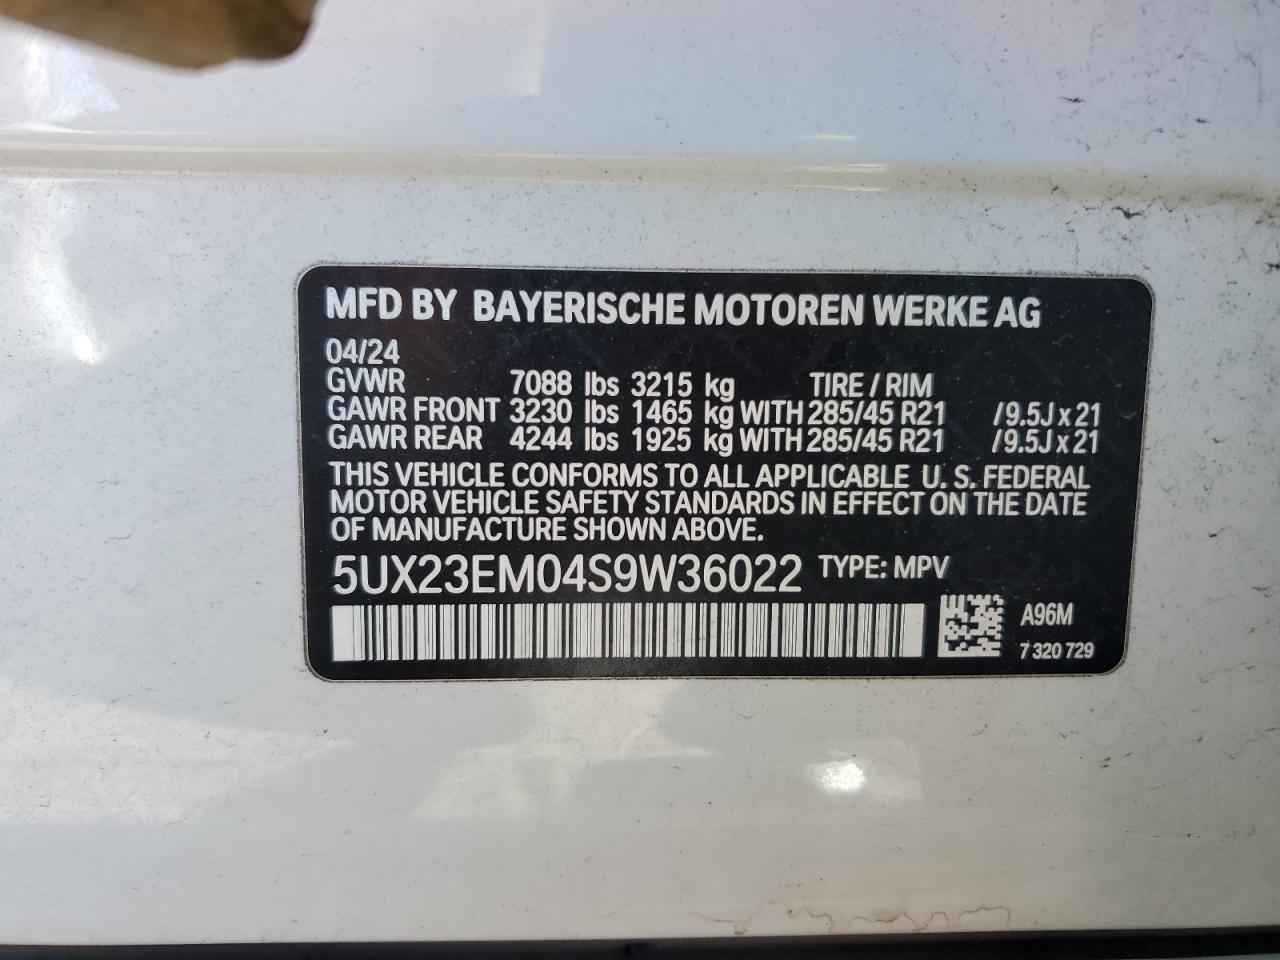 MFD BY BAYERISCHE MOTOREN WERKE AG
04/24
GVWR 7088 lbs 3215 kg TIRE / RIM
GAWR FRONT 3230 lbs 1465 kg WITH 285/45 R21 /9.5J x 21
GAWR REAR 4244 lbs 1925 kg WITH 285/45 R21 /9.5J x 21
THIS VEHICLE CONFORMS TO ALL APPLICABLE U. S. FEDERAL
MOTOR VEHICLE SAFETY STANDARDS IN EFFECT ON THE DATE
OF MANUFACTURE SHOWN ABOVE.
5UX23EM04S9W36022 TYPE: MPV
A96M
7 320 729